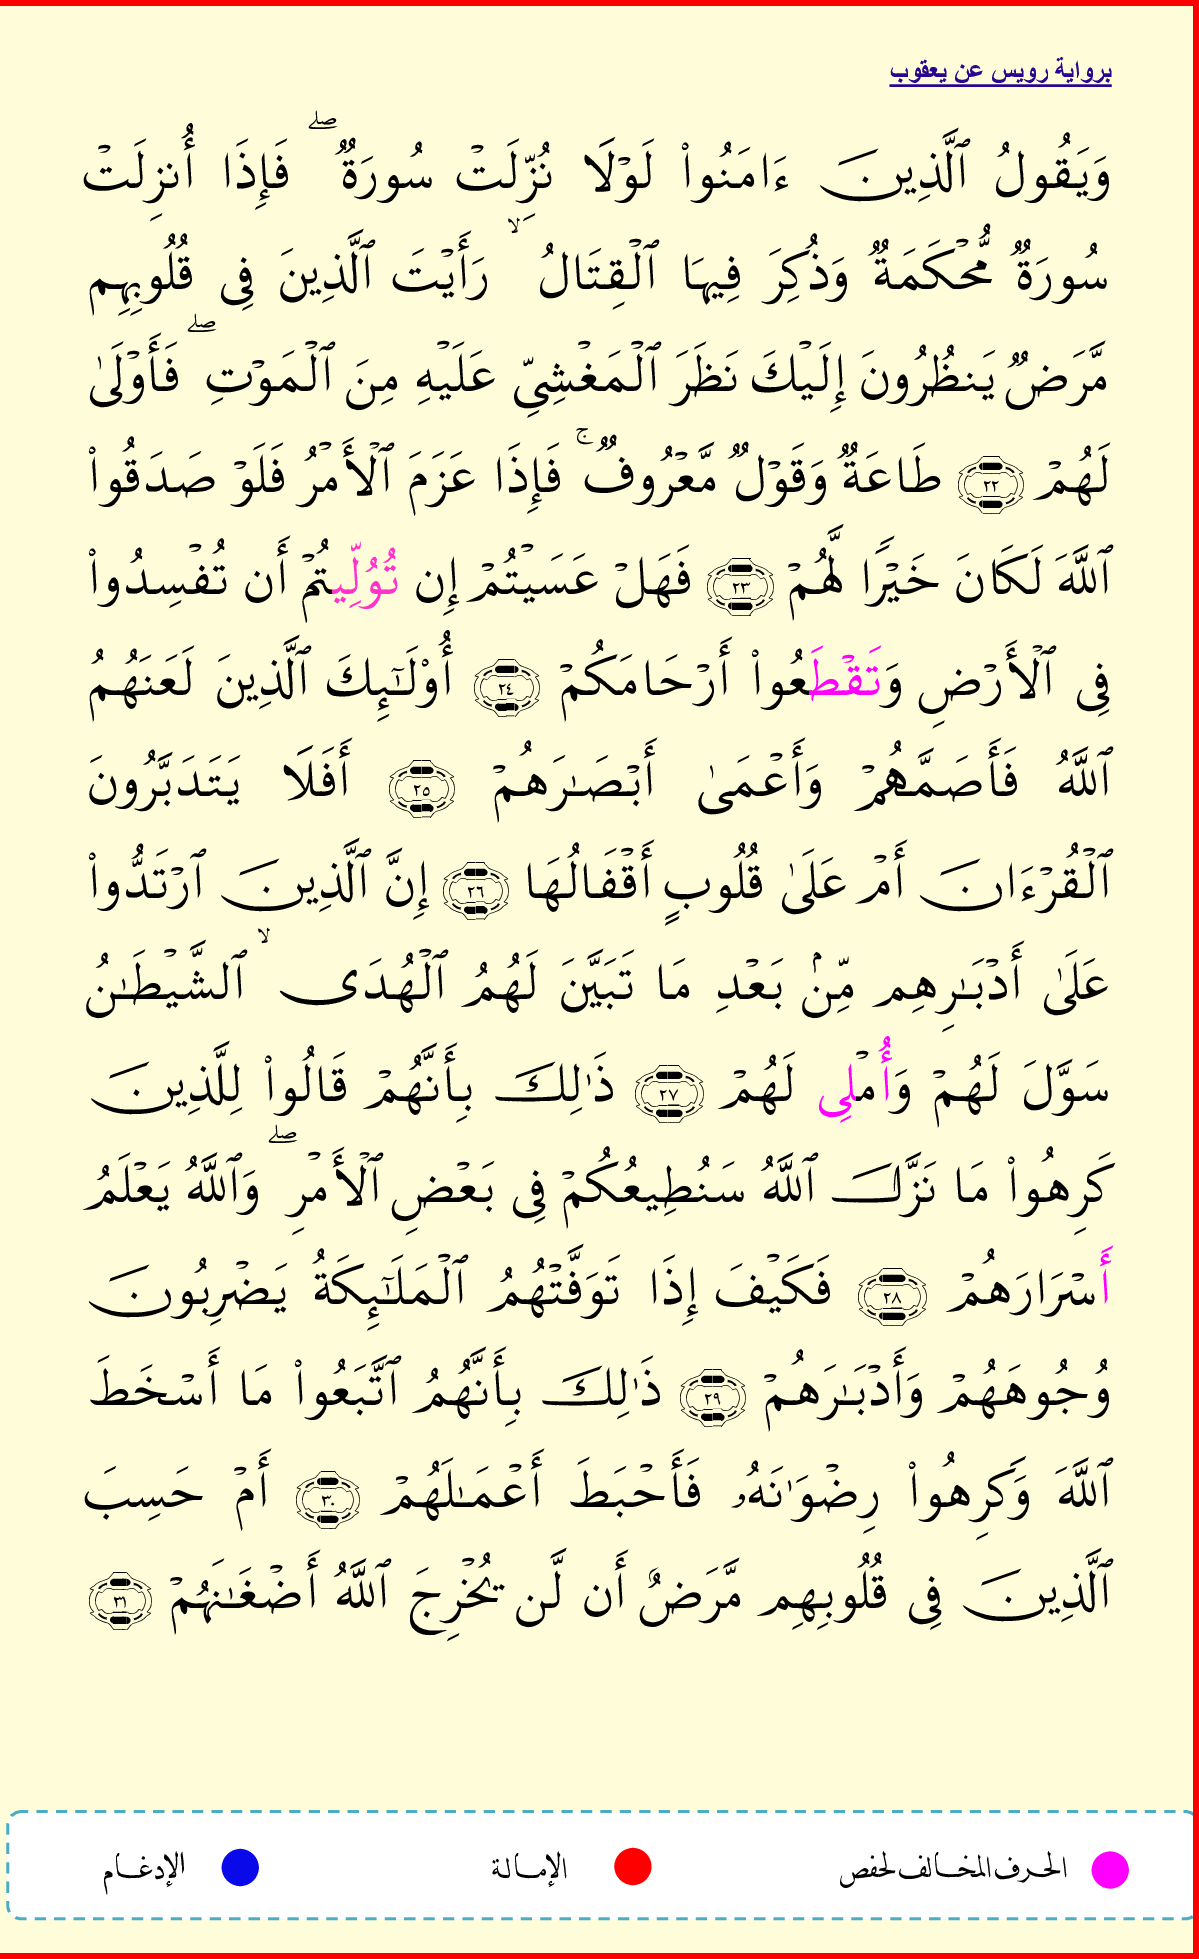 برواية رويس عن يعقوب
وَيَقُولُ ٱلَّذِينَ ءَامَنُوا۟ لَوْلَا نُزِّلَتْ سُورَةٌ ۖ فَإِذَا أُنزِلَتْ
سُورَةٌ مُّحْكَمَةٌ وَذُكِرَ فِيهَا ٱلْقِتَالُ ۙ رَأَيْتَ ٱلَّذِينَ فِى قُلُوبِهِم
مَّرَضٌ يَنظُرُونَ إِلَيْكَ نَظَرَ ٱلْمَغْشِىِّ عَلَيْهِ مِنَ ٱلْمَوْتِ ۖ فَأَوْلَىٰ
لَهُمْ ٢٢ طَاعَةٌ وَقَوْلٌ مَّعْرُوفٌ ۚ فَإِذَا عَزَمَ ٱلْأَمْرُ فَلَوْ صَدَقُوا۟
ٱللَّهَ لَكَانَ خَيْرًا لَّهُمْ ٢٣ فَهَلْ عَسَيْتُمْ إِن تُوُلِّيتُمْ أَن تُفْسِدُوا۟
فِى ٱلْأَرْضِ وَتَقْطَعُوا۟ أَرْحَامَكُمْ ٢٤ أُو۟لَـٰٓئِكَ ٱلَّذِينَ لَعَنَهُمُ
ٱللَّهُ فَأَصَمَّهُمْ وَأَعْمَىٰ أَبْصَـٰرَهُمْ ٢٥ أَفَلَا يَتَدَبَّرُونَ
ٱلْقُرْءَانَ أَمْ عَلَىٰ قُلُوبٍ أَقْفَالُهَا ٢٦ إِنَّ ٱلَّذِينَ ٱرْتَدُّوا۟
عَلَىٰ أَدْبَـٰرِهِم مِّنۢ بَعْدِ مَا تَبَيَّنَ لَهُمُ ٱلْهُدَى ۙ ٱلشَّيْطَـٰنُ
سَوَّلَ لَهُمْ وَأُمْلِى لَهُمْ ٢٧ ذَٰلِكَ بِأَنَّهُمْ قَالُوا۟ لِلَّذِينَ
كَرِهُوا۟ مَا نَزَّلَ ٱللَّهُ سَنُطِيعُكُمْ فِى بَعْضِ ٱلْأَمْرِ ۖ وَٱللَّهُ يَعْلَمُ
أَسْرَارَهُمْ ٢٨ فَكَيْفَ إِذَا تَوَفَّتْهُمُ ٱلْمَلَـٰٓئِكَةُ يَضْرِبُونَ
وُجُوهَهُمْ وَأَدْبَـٰرَهُمْ ٢٩ ذَٰلِكَ بِأَنَّهُمُ ٱتَّبَعُوا۟ مَا أَسْخَطَ
ٱللَّهَ وَكَرِهُوا۟ رِضْوَٰنَهُۥ فَأَحْبَطَ أَعْمَـٰلَهُمْ ٣٠ أَمْ حَسِبَ
ٱلَّذِينَ فِى قُلُوبِهِم مَّرَضٌ أَن لَّن يُخْرِجَ ٱللَّهُ أَضْغَـٰنَهُمْ ٣١
الحرف المخالف لحفص الإمالة الإدغام